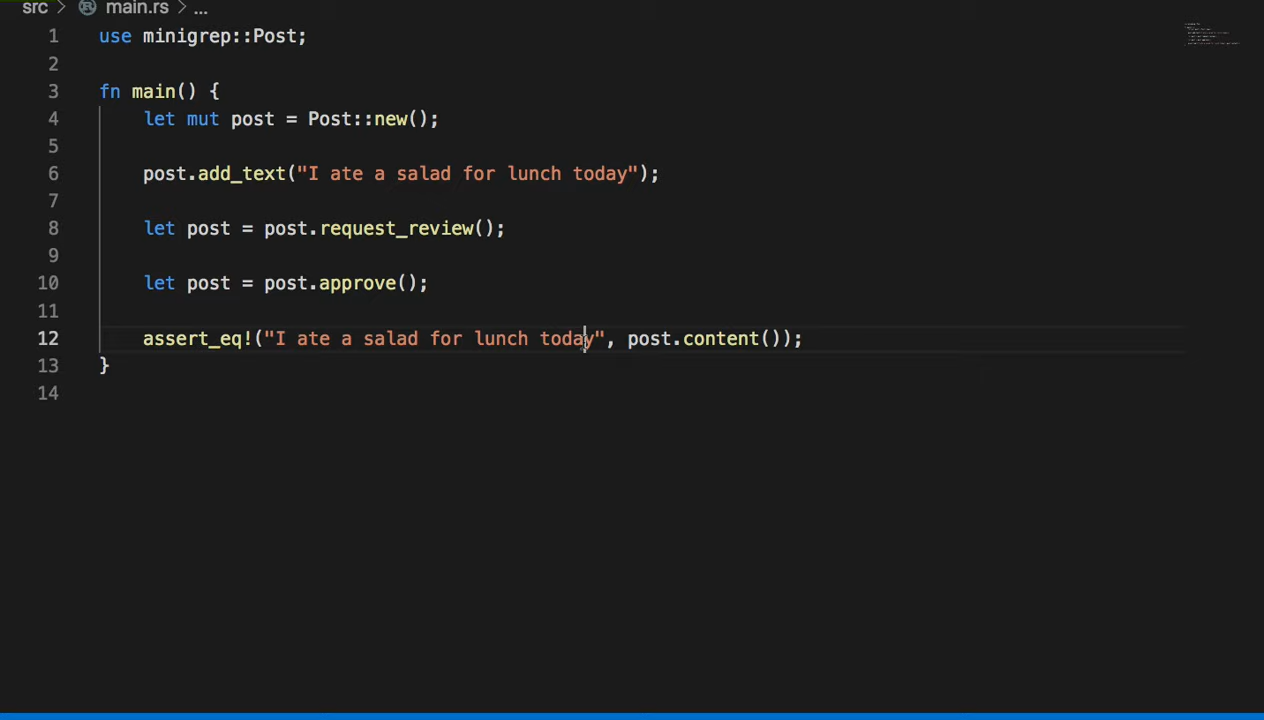 src > main.rs > ...
1 use minigrep::Post;
2
3 fn main() {
4     let mut post = Post::new();
5
6     post.add_text("I ate a salad for lunch today");
7
8     let post = post.request_review();
9
10     let post = post.approve();
11
12     assert_eq!("I ate a salad for lunch today", post.content());
13 }
14